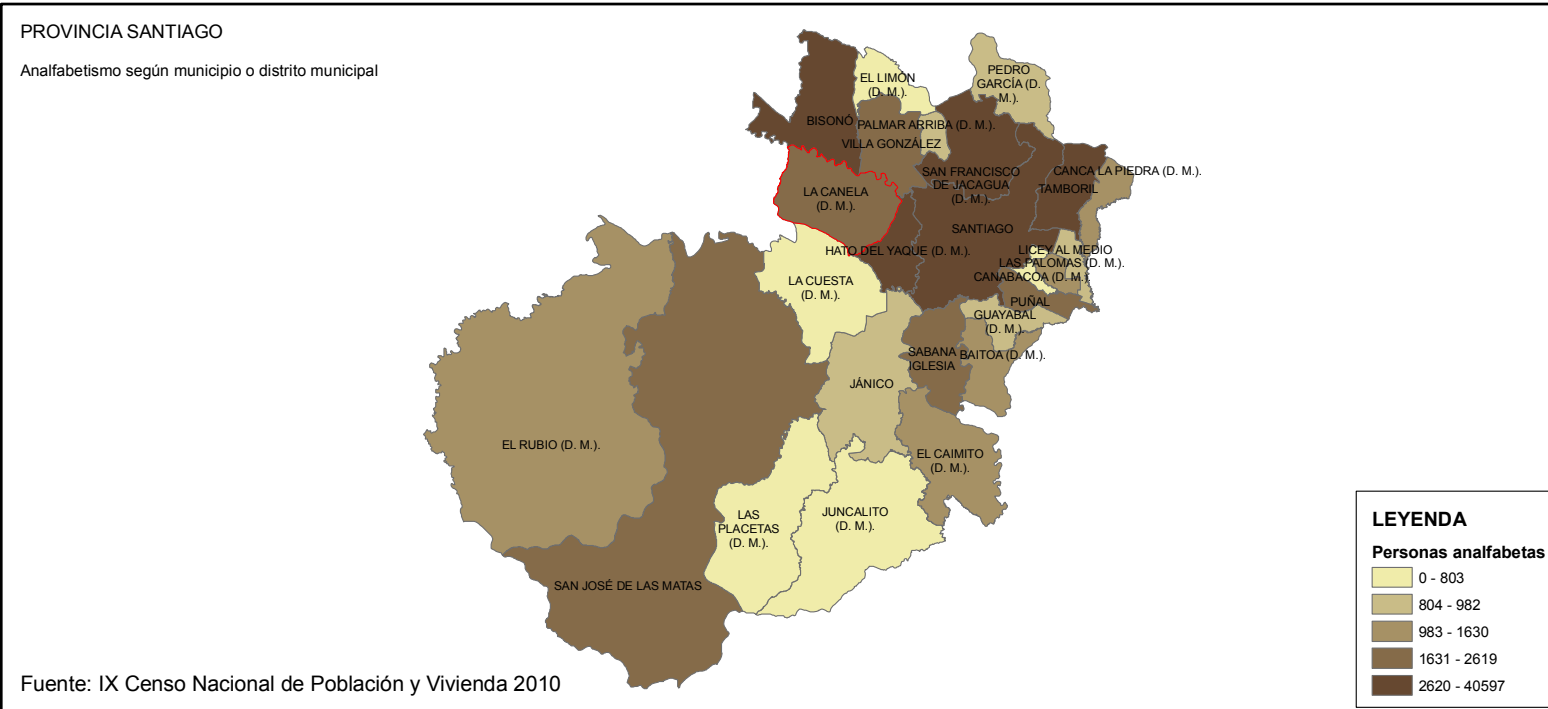 PROVINCIA SANTIAGO
Analfabetismo según municipio o distrito municipal
EL LIMÓN
(D. M.).
PEDRO
GARCÍA (D.
M.).
BISONÓ
PALMAR ARRIBA (D. M.).
VILLA GONZÁLEZ
SAN FRANCISCO
DE JACAGUA
(D. M.).
CANCA LA PIEDRA (D. M.).
TAMBORIL
LA CANELA
(D. M.).
SANTIAGO
HATO DEL YAQUE (D. M.).
LICEY AL MEDIO
LAS PALOMAS (D. M.).
CANABACOA (D. M.).
LA CUESTA
(D. M.).
PUÑAL
GUAYABAL
(D. M.).
SABANA
IGLESIA
BAITOA (D. M.).
JÁNICO
EL RUBIO (D. M.).
EL CAIMITO
(D. M.).
LAS
PLACETAS
(D. M.).
JUNCALITO
(D. M.).
SAN JOSÉ DE LAS MATAS
LEYENDA
Personas analfabetas
0 - 803
804 - 982
983 - 1630
1631 - 2619
2620 - 40597
Fuente: IX Censo Nacional de Población y Vivienda 2010